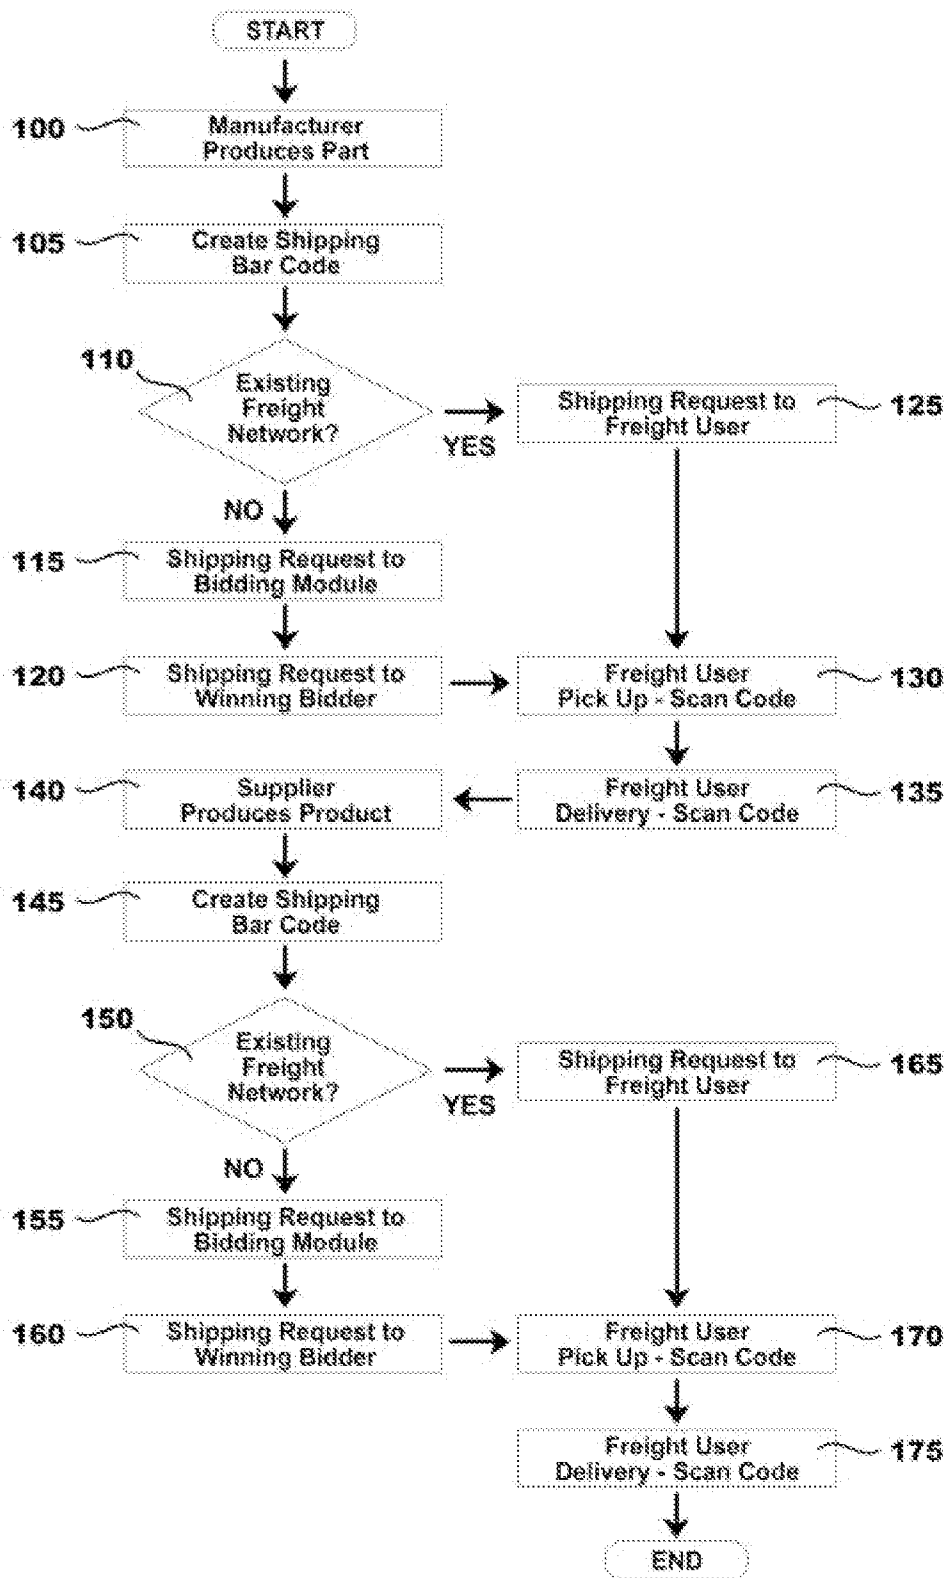 START
100
Manufacturer
Produces Part
105
Create Shipping
Bar Code
110
Existing
Freight
Network?
YES
Shipping Request to
Freight User
125
NO
115
Shipping Request to
Bidding Module
120
Shipping Request to
Winning Bidder
Freight User
Pick Up - Scan Code
130
140
Supplier
Produces Product
Freight User
Delivery - Scan Code
135
145
Create Shipping
Bar Code
150
Existing
Freight
Network?
YES
Shipping Request to
Freight User
165
NO
155
Shipping Request to
Bidding Module
160
Shipping Request to
Winning Bidder
Freight User
Pick Up - Scan Code
170
Freight User
Delivery - Scan Code
175
END